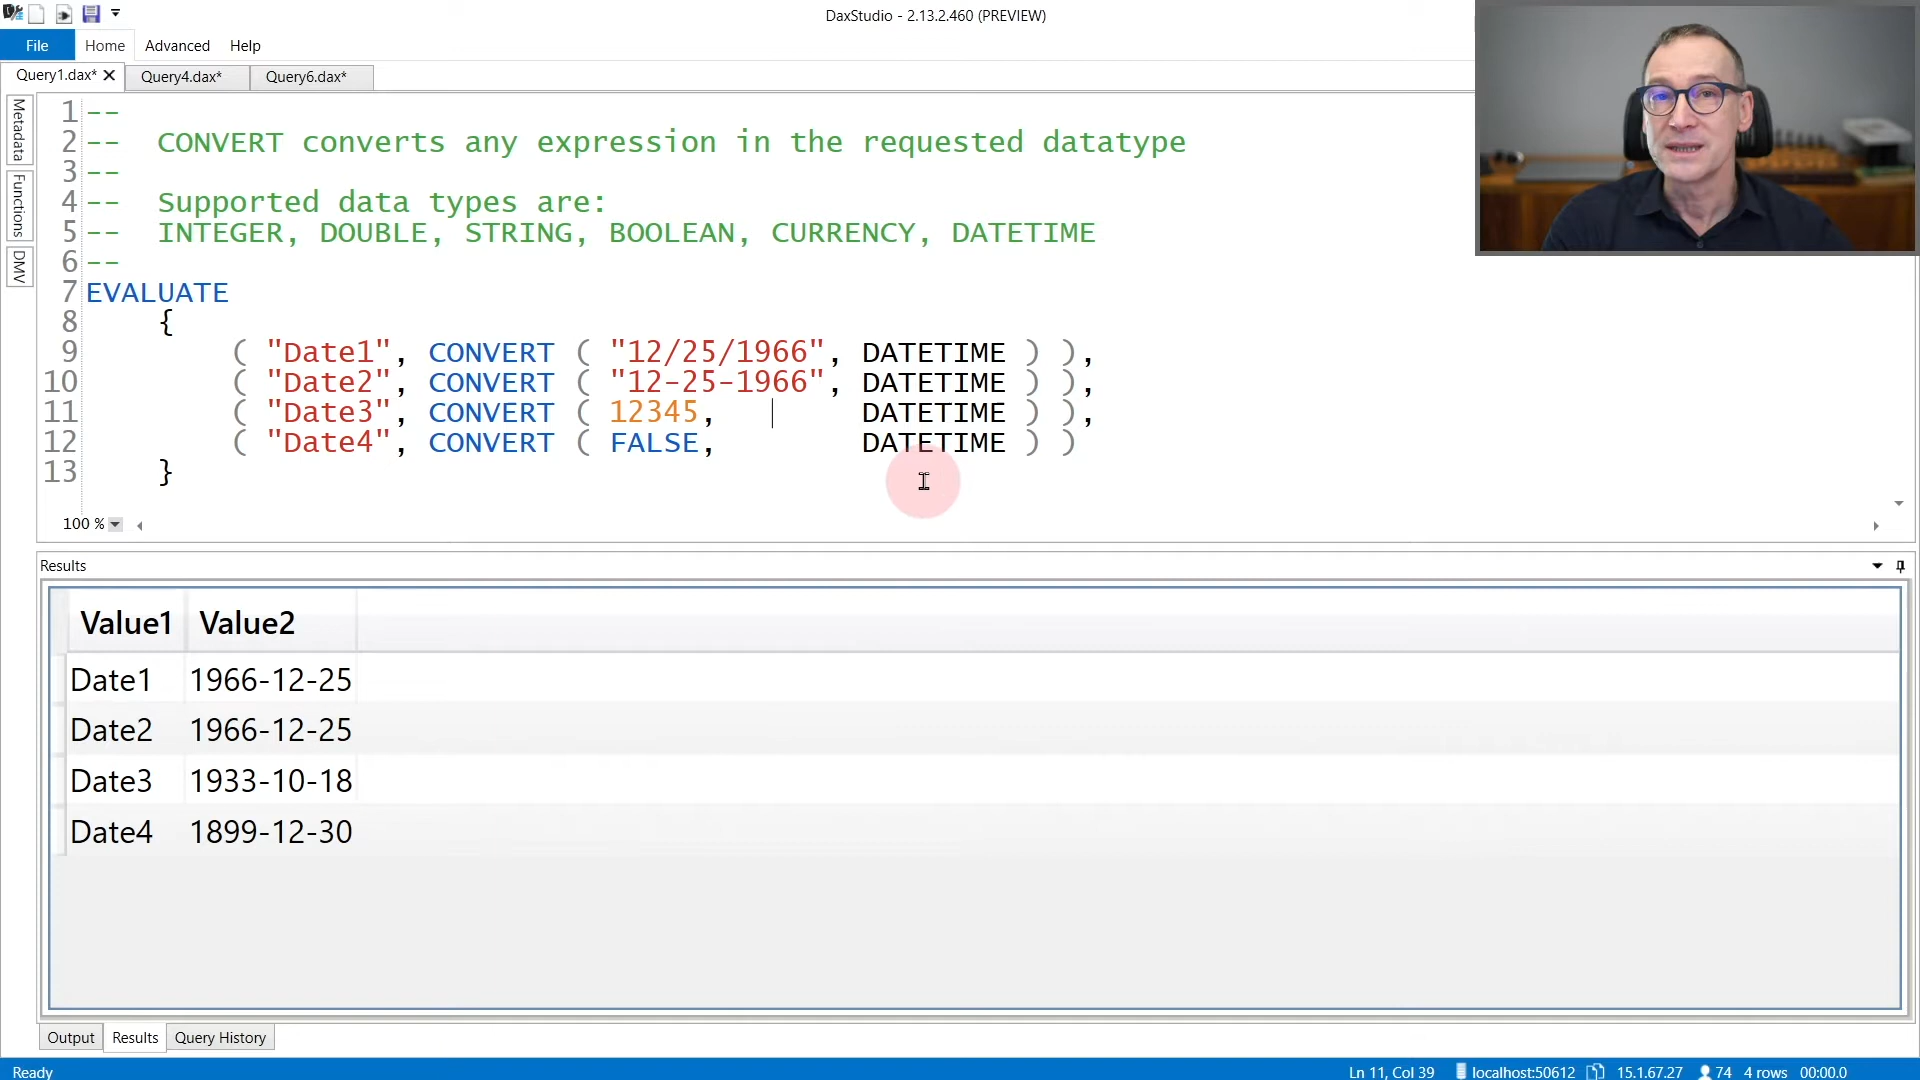 DaxStudio - 2.13.2.460 (PREVIEW)
File Home Advanced Help
Query1.dax* Query4.dax* Query6.dax*
Metadata
Functions
DMV
1 --
2 -- CONVERT converts any expression in the requested datatype
3 --
4 -- Supported data types are:
5 -- INTEGER, DOUBLE, STRING, BOOLEAN, CURRENCY, DATETIME
6 --
7 EVALUATE
8 {
9 ( "Date1", CONVERT ( "12/25/1966", DATETIME ) ),
10 ( "Date2", CONVERT ( "12-25-1966", DATETIME ) ),
11 ( "Date3", CONVERT ( 12345, DATETIME ) ),
12 ( "Date4", CONVERT ( FALSE, DATETIME ) )
13 }
100 %
Results
Value1 Value2
Date1 1966-12-25
Date2 1966-12-25
Date3 1933-10-18
Date4 1899-12-30
Output Results Query History
Ready Ln 11, Col 39 localhost:50612 15.1.67.27 74 4 rows 00:00.0